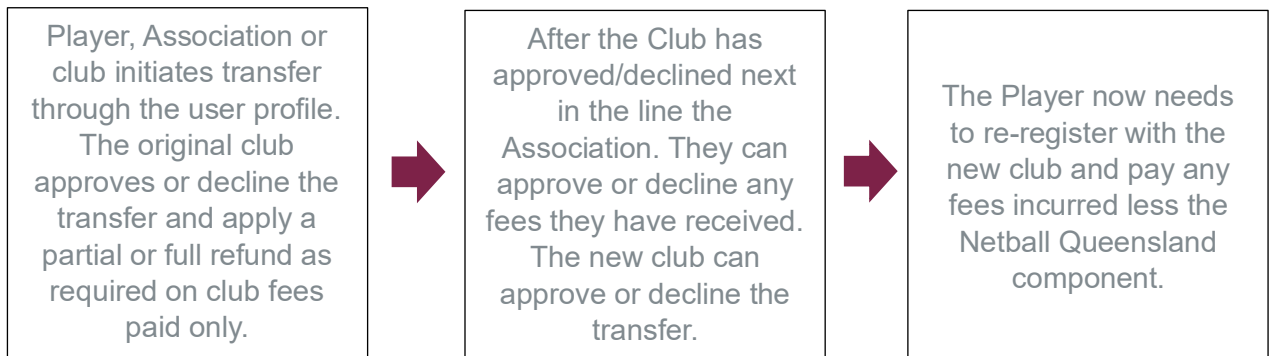 Player, Association or
club initiates transfer
through the user profile.
The original club
approves or decline the
transfer and apply a
partial or full refund as
required on club fees
paid only.
After the Club has
approved/declined next
in the line the
Association. They can
approve or decline any
fees they have received.
The new club can
approve or decline the
transfer.
The Player now needs
to re-register with the
new club and pay any
fees incurred less the
Netball Queensland
component.